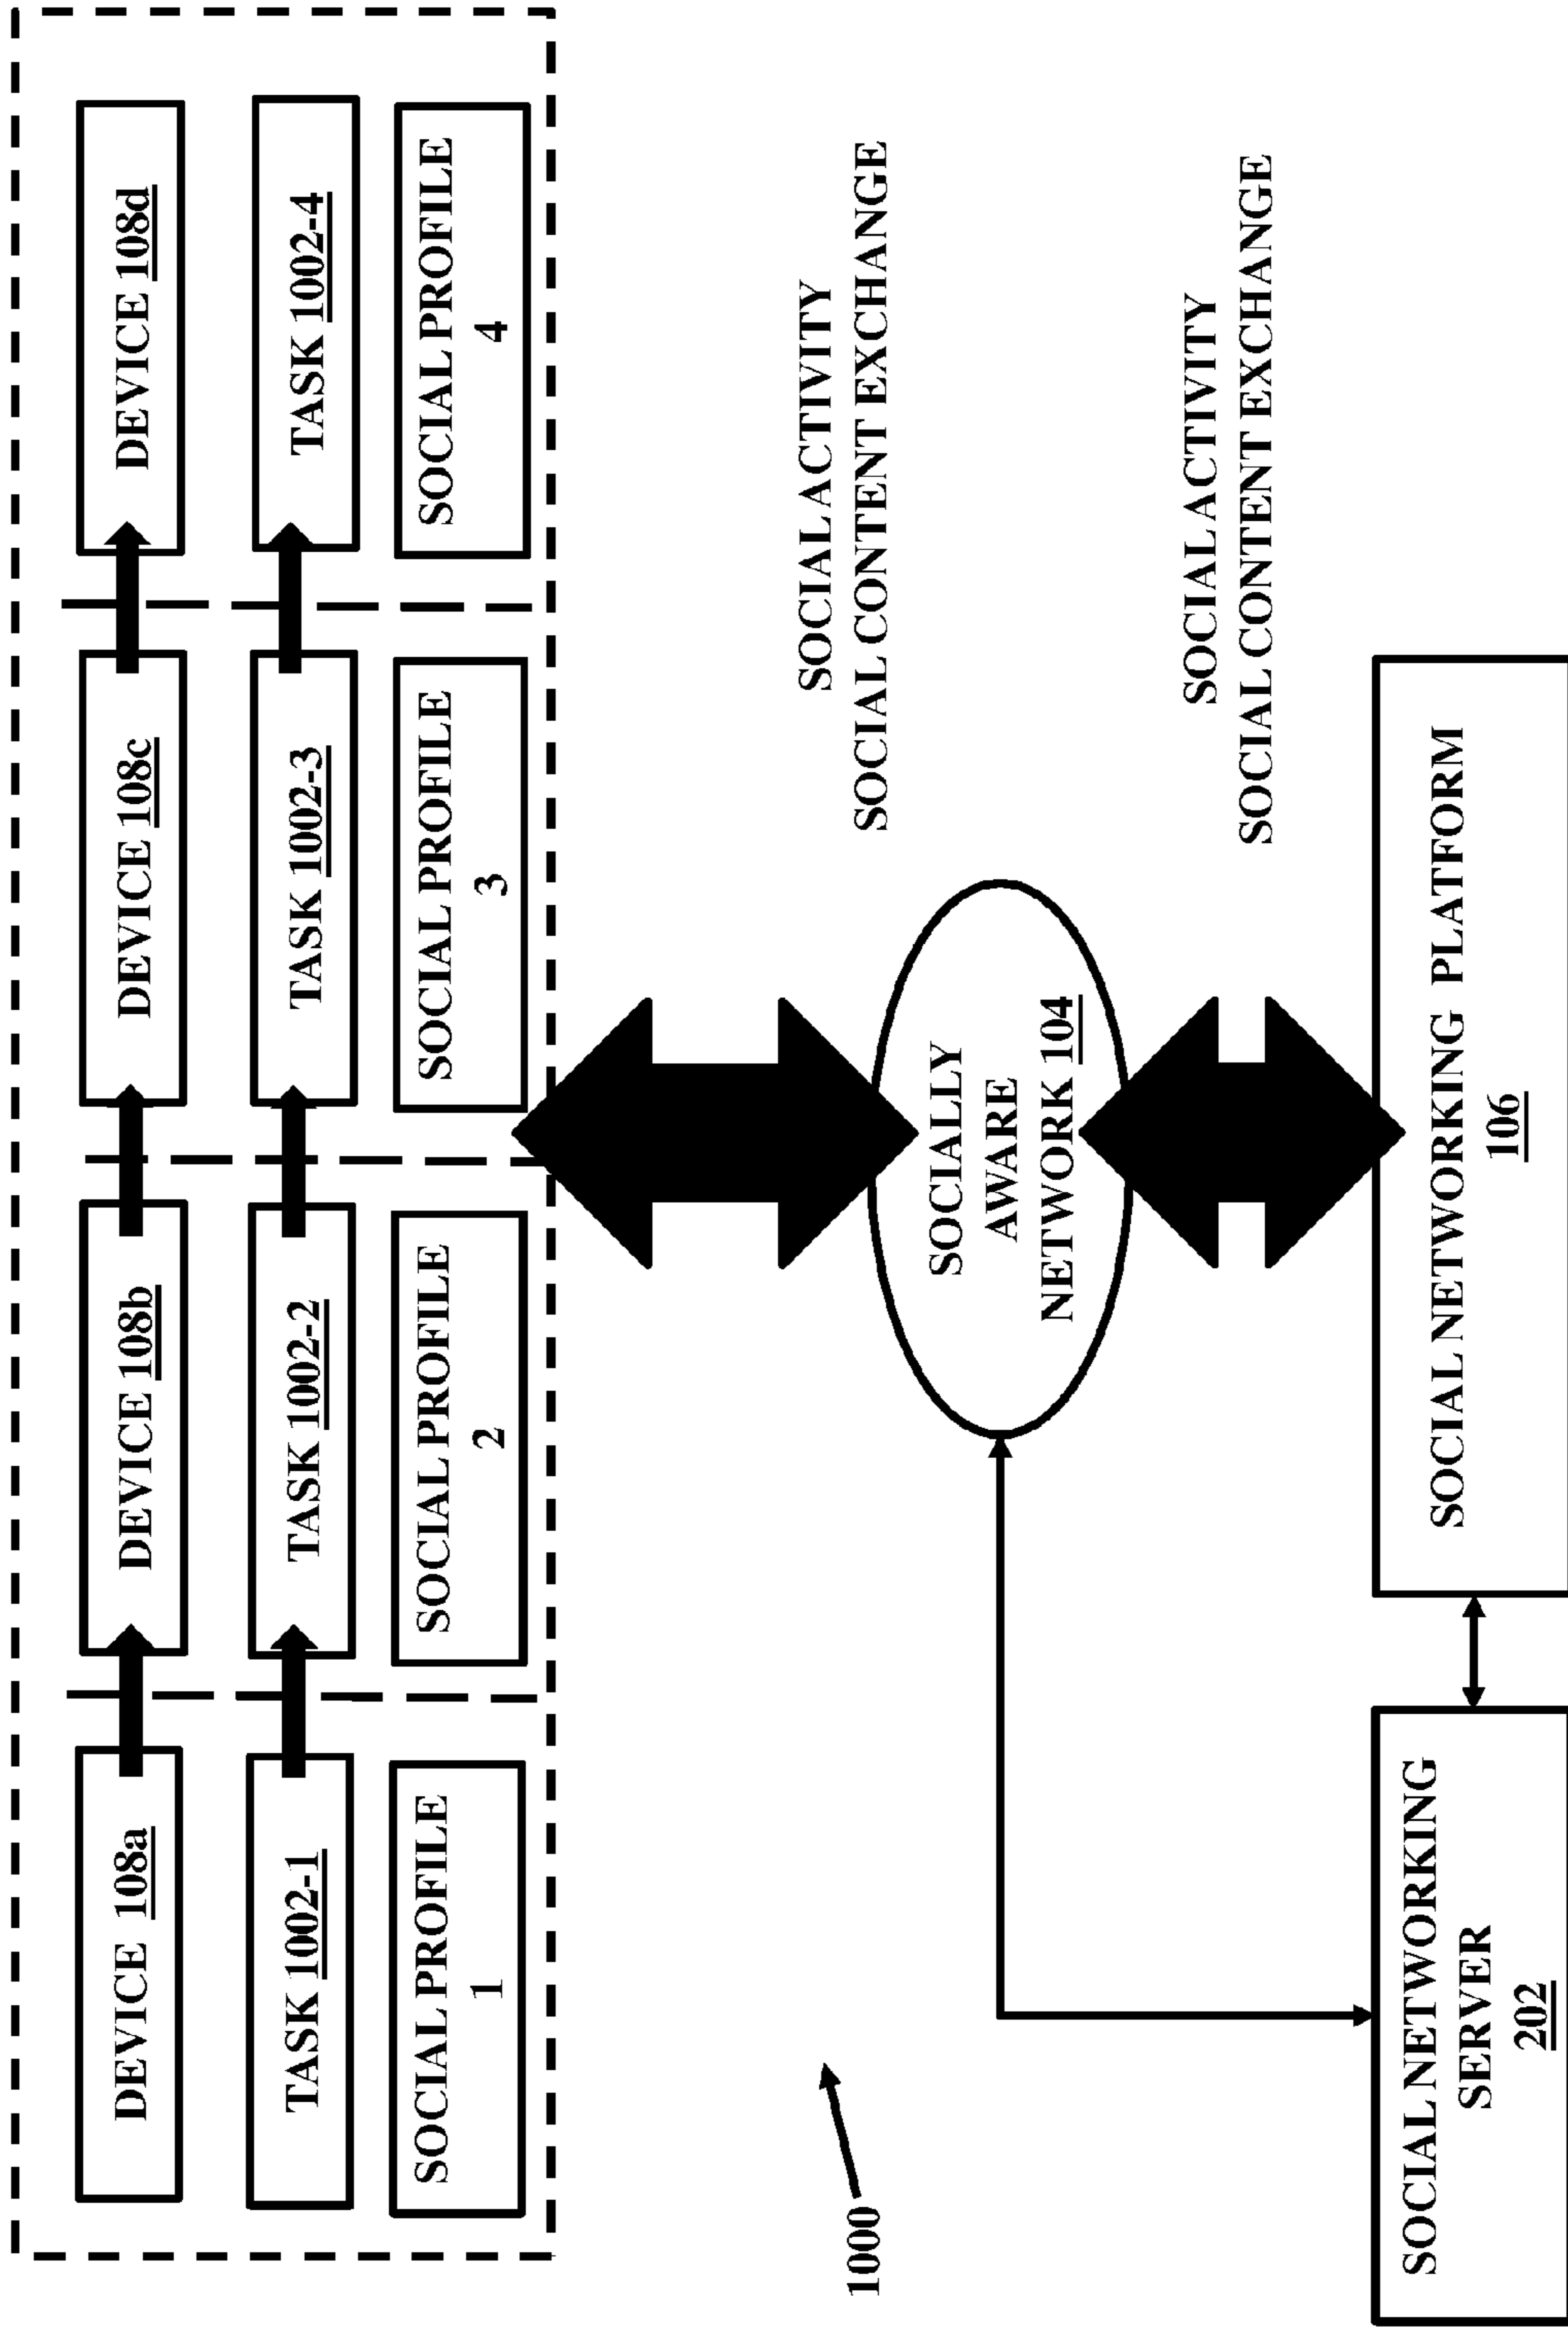 DEVICE 108a
DEVICE 108b
DEVICE 108c
DEVICE 108d
TASK 1002-1
TASK 1002-2
TASK 1002-3
TASK 1002-4
SOCIAL PROFILE
1
SOCIAL PROFILE
2
SOCIAL PROFILE
3
SOCIAL PROFILE
4
SOCIAL ACTIVITY
SOCIAL CONTENT EXCHANGE
1000
SOCIALLY
AWARE
NETWORK 104
SOCIAL ACTIVITY
SOCIAL CONTENT EXCHANGE
SOCIAL NETWORKING
SERVER
202
SOCIAL NETWORKING PLATFORM
106